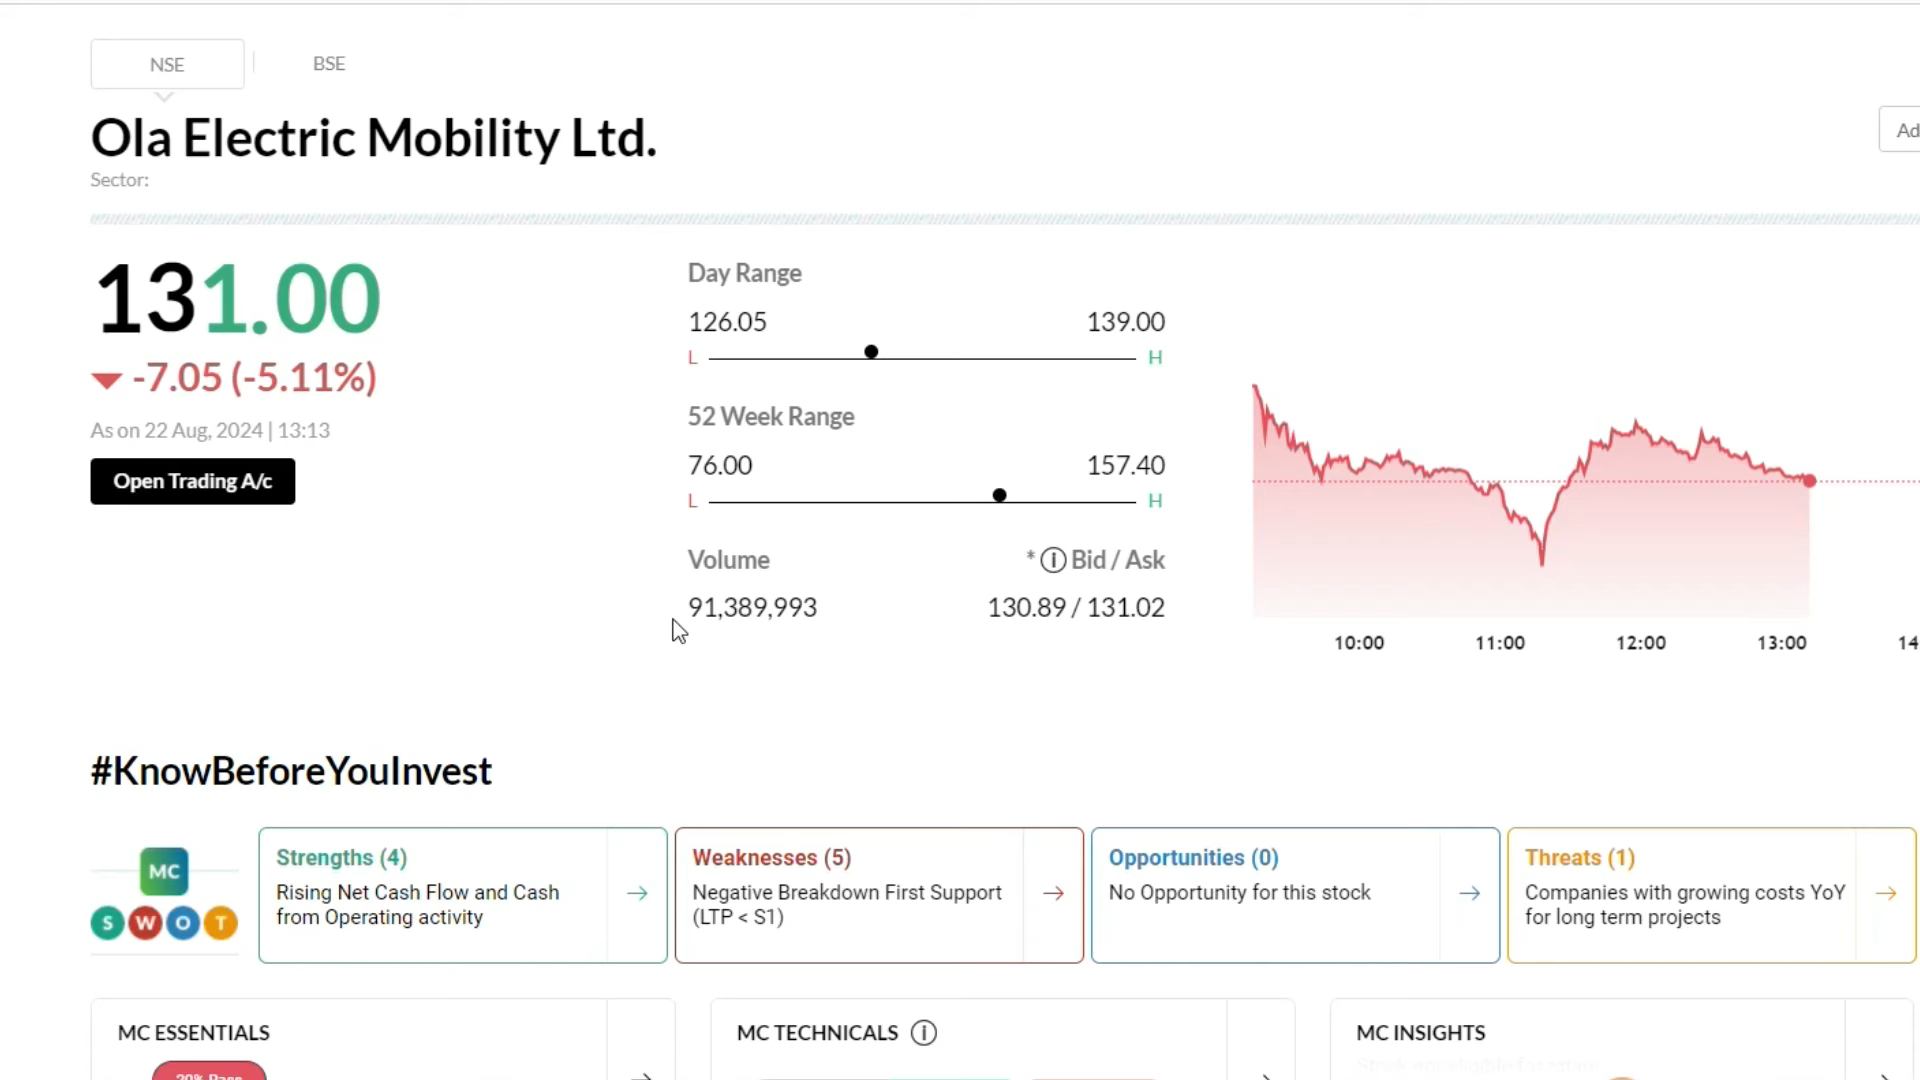 NSE
BSE
Ola Electric Mobility Ltd.
Sector:
Ad
131.00
-7.05 (-5.11%)
As on 22 Aug, 2024 | 13:13
Open Trading A/c
Day Range
126.05 139.00
L H
52 Week Range
76.00 157.40
L H
Volume * i Bid / Ask
91,389,993 130.89 / 131.02
10:00 11:00 12:00 13:00 14
#KnowBeforeYouInvest
MC
S W O T
Strengths (4)
Rising Net Cash Flow and Cash
from Operating activity
Weaknesses (5)
Negative Breakdown First Support
(LTP < S1)
Opportunities (0)
No Opportunity for this stock
Threats (1)
Companies with growing costs YoY
for long term projects
MC ESSENTIALS
MC TECHNICALS i
MC INSIGHTS